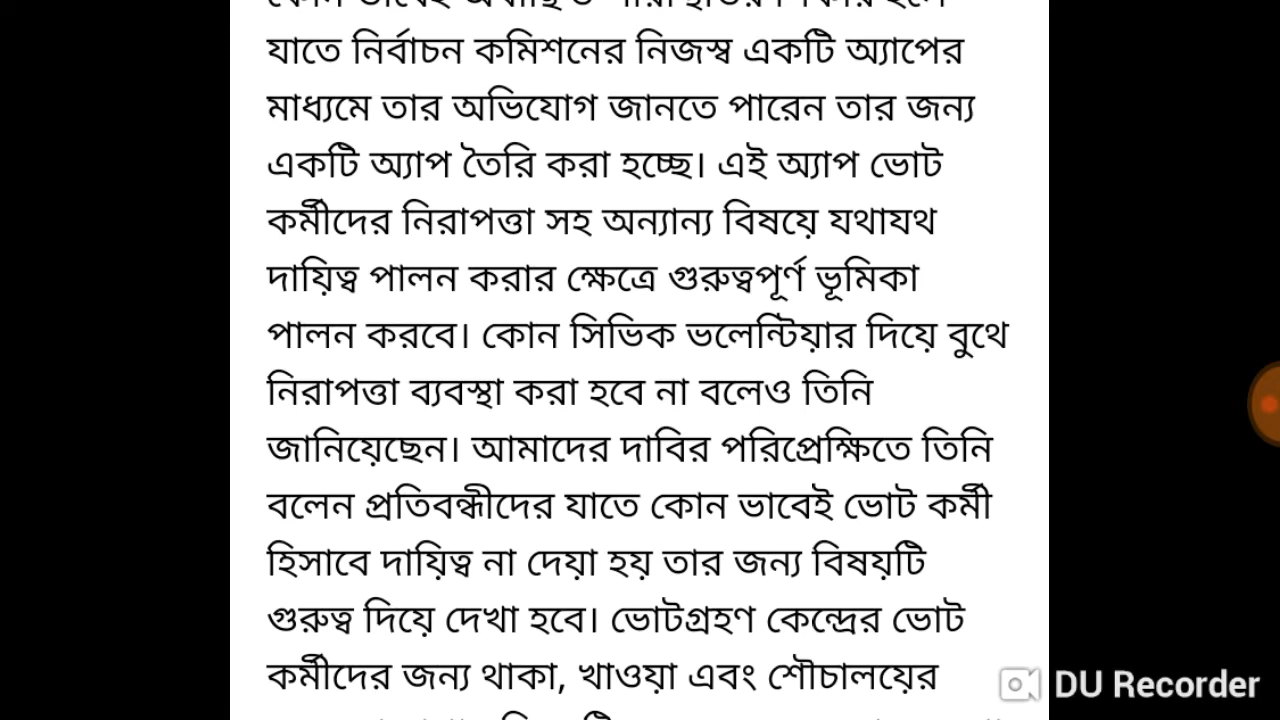 যাতে নির্বাচন কমিশনের নিজস্ব একটি অ্যাপের
মাধ্যমে তার অভিযোগ জানতে পারেন তার জন্য
একটি অ্যাপ তৈরি করা হচ্ছে। এই অ্যাপ ভোট
কর্মীদের নিরাপত্তা সহ অন্যান্য বিষয়ে যথাযথ
দায়িত্ব পালন করার ক্ষেত্রে গুরুত্বপূর্ণ ভূমিকা
পালন করবে। কোন সিভিক ভলেন্টিয়ার দিয়ে বুথে
নিরাপত্তা ব্যবস্থা করা হবে না বলেও তিনি
জানিয়েছেন। আমাদের দাবির পরিপ্রেক্ষিতে তিনি
বলেন প্রতিবন্ধীদের যাতে কোন ভাবেই ভোট কর্মী
হিসাবে দায়িত্ব না দেয়া হয় তার জন্য বিষয়টি
গুরুত্ব দিয়ে দেখা হবে। ভোটগ্রহণ কেন্দ্রের ভোট
কর্মীদের জন্য থাকা, খাওয়া এবং শৌচালয়ের
DU Recorder